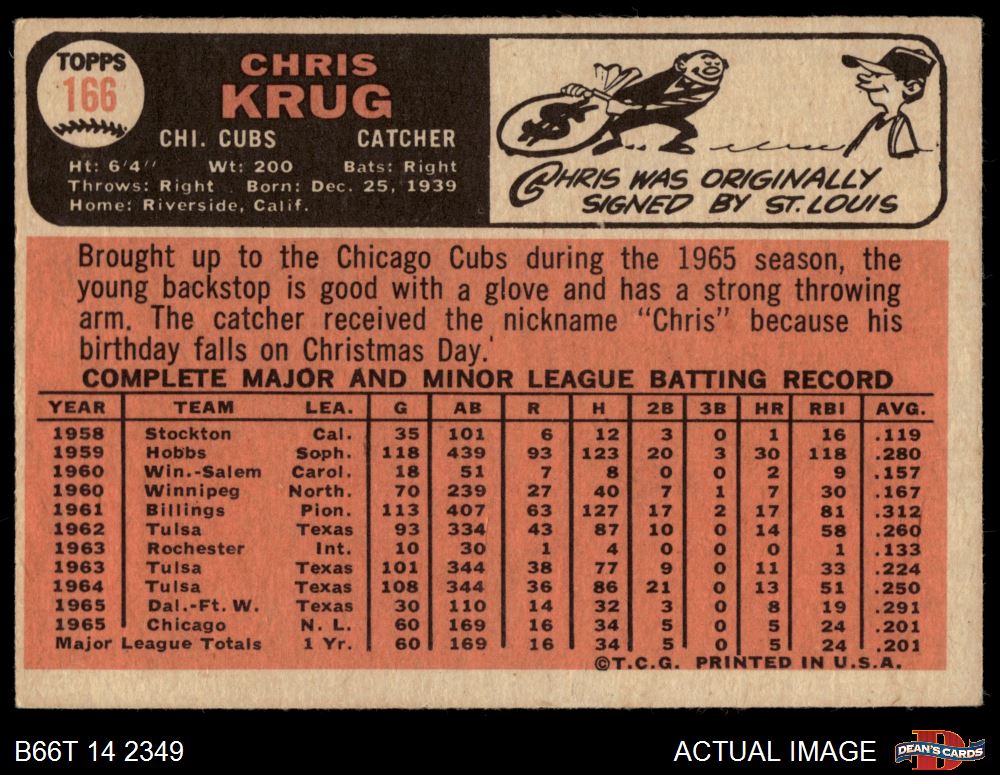 TOPPS
166
CHRIS
KRUG
CHI. CUBS CATCHER
Ht: 6'4" Wt: 200 Bats: Right
Throws: Right Born: Dec. 25, 1939
Home: Riverside, Calif.
$
CHRIS WAS ORIGINALLY
SIGNED BY ST. LOUIS
Brought up to the Chicago Cubs during the 1965 season, the
young backstop is good with a glove and has a strong throwing
arm. The catcher received the nickname "Chris" because his
birthday falls on Christmas Day.
COMPLETE MAJOR AND MINOR LEAGUE BATTING RECORD
YEAR TEAM LEA. G AB R H 2B 3B HR RBI AVG.
1958 Stockton Cal. 35 101 6 12 3 0 1 16 .119
1959 Hobbs Soph. 118 439 93 123 20 3 30 118 .280
1960 Win.-Salem Carol. 18 51 7 8 0 0 2 9 .157
1960 Winnipeg North. 70 239 27 40 7 1 7 30 .167
1961 Billings Pion. 113 407 63 127 17 2 17 81 .312
1962 Tulsa Texas 93 334 43 87 10 0 14 58 .260
1963 Rochester Int. 10 30 1 4 0 0 0 1 .133
1963 Tulsa Texas 101 344 38 77 9 0 11 33 .224
1964 Tulsa Texas 108 344 36 86 21 0 13 51 .250
1965 Dal.-Ft. W. Texas 30 110 14 32 3 0 8 19 .291
1965 Chicago N. L. 60 169 16 34 5 0 5 24 .201
Major League Totals 1 Yr. 60 169 16 34 5 0 5 24 .201
©T.C.G. PRINTED IN U.S.A.
B66T 14 2349 ACTUAL IMAGE DEAN'S CARDS